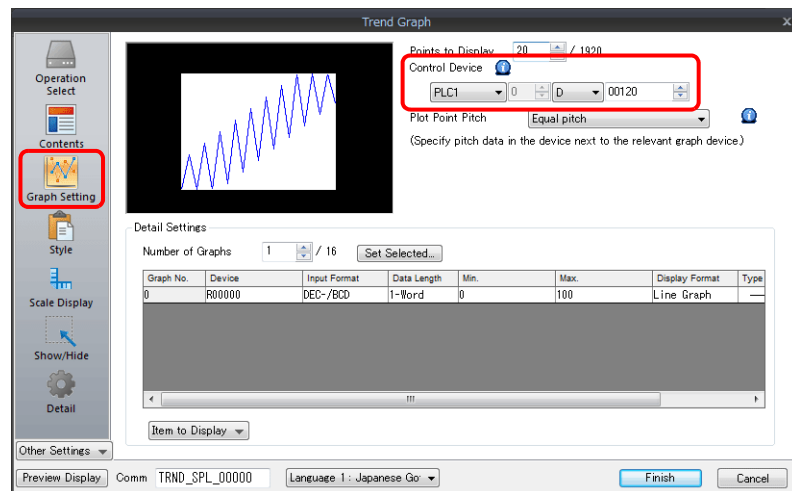 Trend Graph
x
Operation
Select
Contents
Graph Setting
Style
Scale Display
Show/Hide
Detail
Other Settings
Points to Display 20 / 1920
Control Device
PLC1 0 D 00120
Plot Point Pitch Equal pitch
(Specify pitch data in the device next to the relevant graph device.)
Detail Settings
Number of Graphs 1 / 16 Set Selected...
Graph No. Device Input Format Data Length Min. Max. Display Format Type
0 R00000 DEC-/BCD 1-Word 0 100 Line Graph —
Item to Display
Preview Display Comm TRND_SPL_00000 Language 1 : Japanese Go Finish Cancel